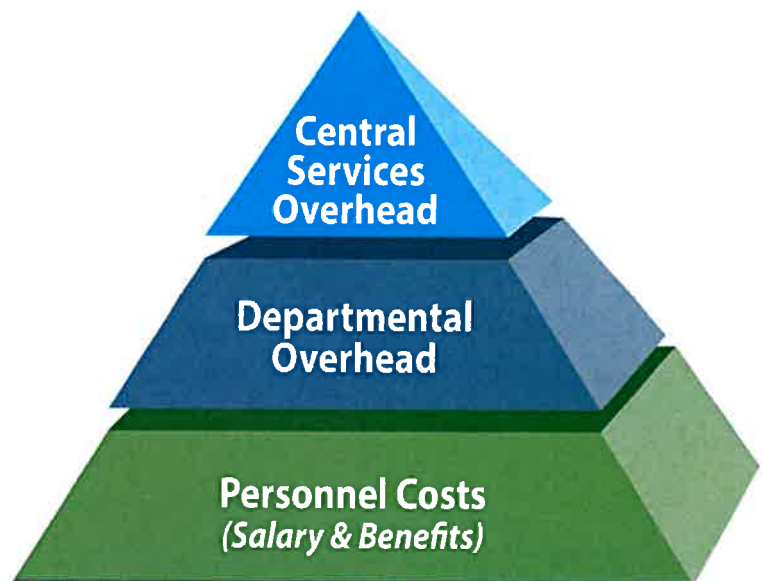 Central
Services
Overhead
Departmental
Overhead
Personnel Costs
(Salary & Benefits)